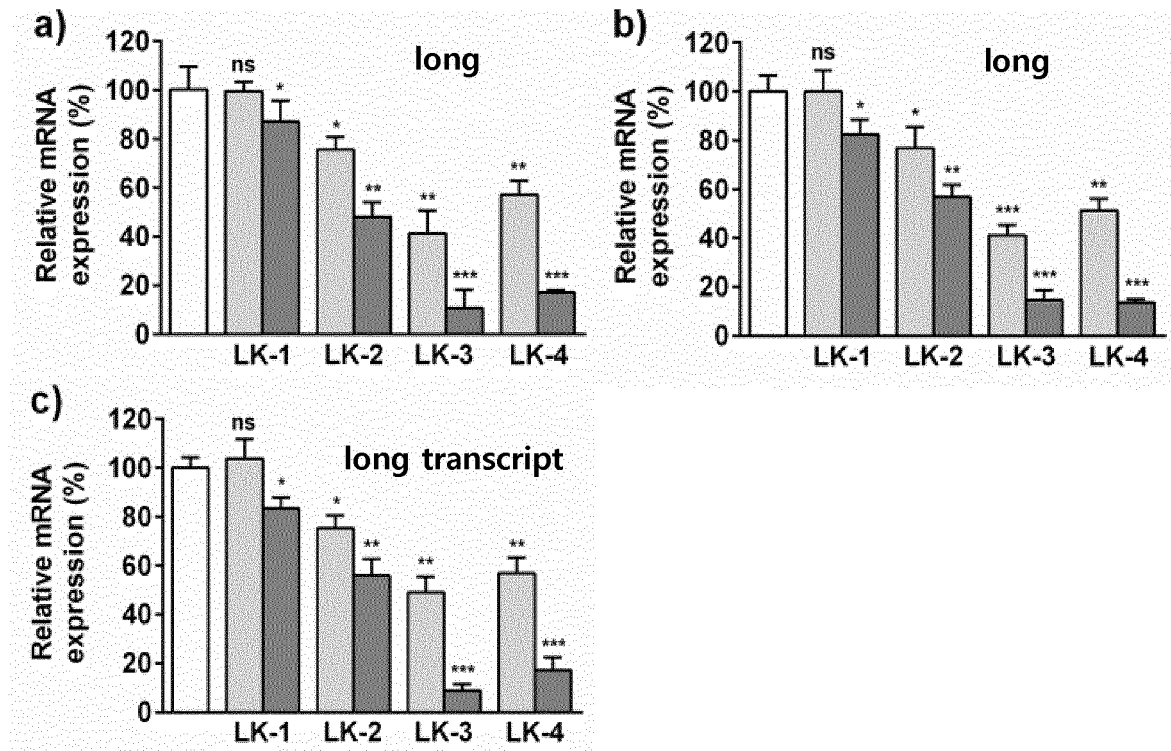 a)
long
Relative mRNA
expression (%)
120
100
80
60
40
20
0
ns
*
*
**
**
***
**
***
LK-1 LK-2 LK-3 LK-4
b)
long
Relative mRNA
expression (%)
120
100
80
60
40
20
0
ns
*
*
**
***
***
**
***
LK-1 LK-2 LK-3 LK-4
c)
long transcript
Relative mRNA
expression (%)
120
100
80
60
40
20
0
ns
*
*
**
**
***
**
***
LK-1 LK-2 LK-3 LK-4